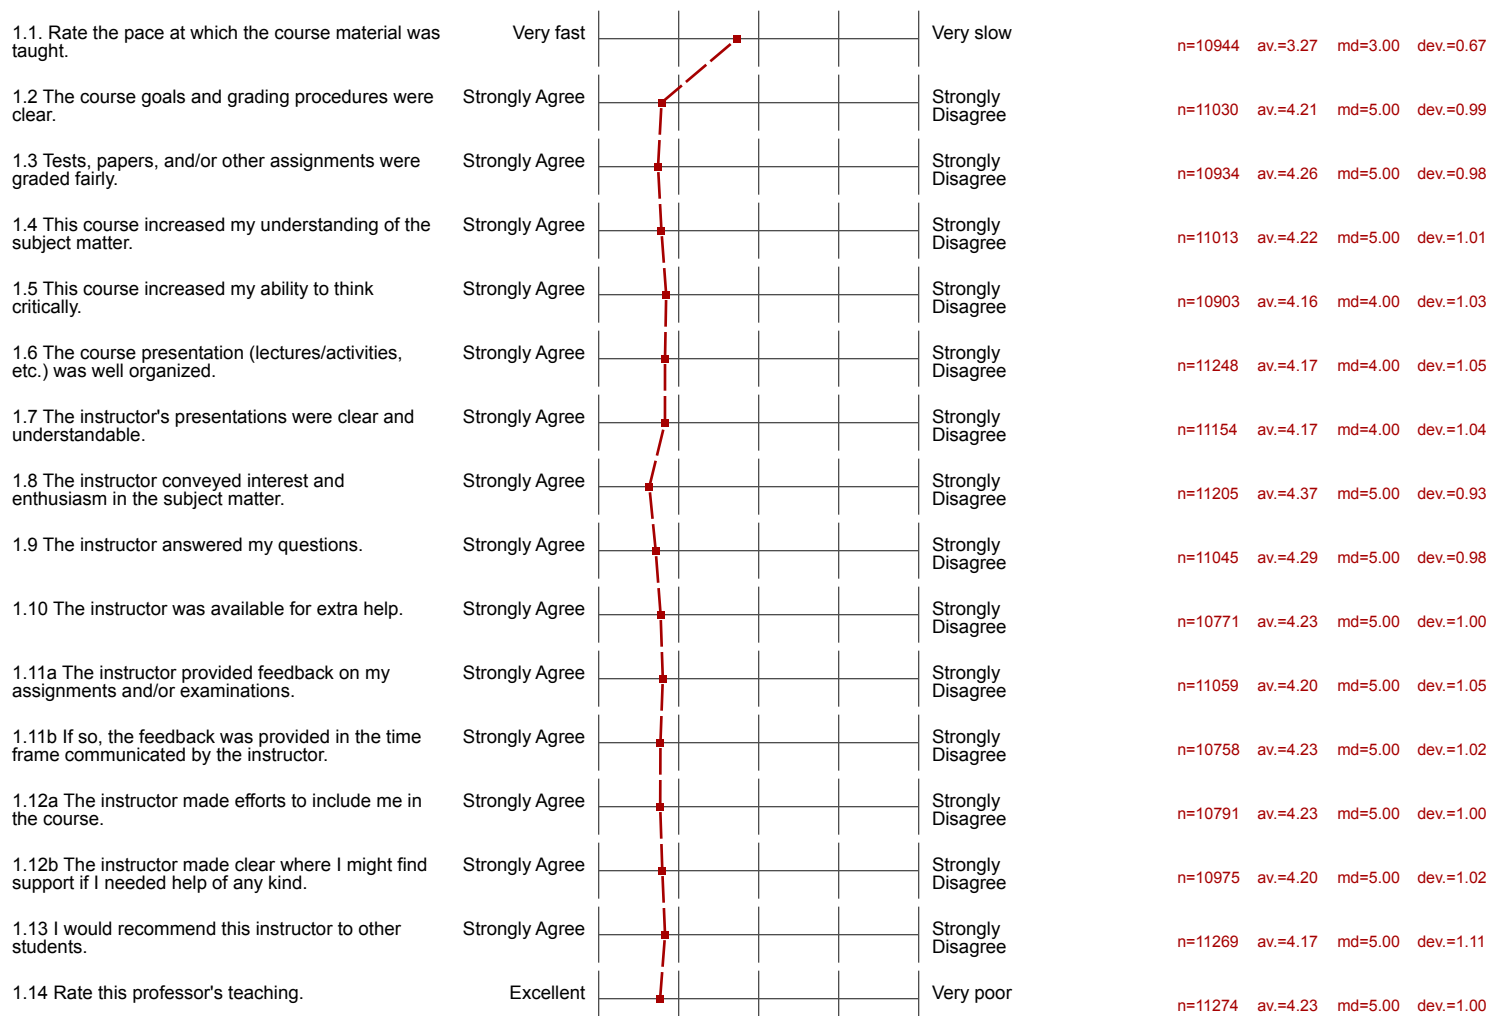 1.1. Rate the pace at which the course material was
taught.
Very fast
Very slow
n=10944 av.=3.27 md=3.00 dev.=0.67
1.2 The course goals and grading procedures were
clear.
Strongly Agree
Strongly
Disagree
n=11030 av.=4.21 md=5.00 dev.=0.99
1.3 Tests, papers, and/or other assignments were
graded fairly.
Strongly Agree
Strongly
Disagree
n=10934 av.=4.26 md=5.00 dev.=0.98
1.4 This course increased my understanding of the
subject matter.
Strongly Agree
Strongly
Disagree
n=11013 av.=4.22 md=5.00 dev.=1.01
1.5 This course increased my ability to think
critically.
Strongly Agree
Strongly
Disagree
n=10903 av.=4.16 md=4.00 dev.=1.03
1.6 The course presentation (lectures/activities,
etc.) was well organized.
Strongly Agree
Strongly
Disagree
n=11248 av.=4.17 md=4.00 dev.=1.05
1.7 The instructor's presentations were clear and
understandable.
Strongly Agree
Strongly
Disagree
n=11154 av.=4.17 md=4.00 dev.=1.04
1.8 The instructor conveyed interest and
enthusiasm in the subject matter.
Strongly Agree
Strongly
Disagree
n=11205 av.=4.37 md=5.00 dev.=0.93
1.9 The instructor answered my questions.
Strongly Agree
Strongly
Disagree
n=11045 av.=4.29 md=5.00 dev.=0.98
1.10 The instructor was available for extra help.
Strongly Agree
Strongly
Disagree
n=10771 av.=4.23 md=5.00 dev.=1.00
1.11a The instructor provided feedback on my
assignments and/or examinations.
Strongly Agree
Strongly
Disagree
n=11059 av.=4.20 md=5.00 dev.=1.05
1.11b If so, the feedback was provided in the time
frame communicated by the instructor.
Strongly Agree
Strongly
Disagree
n=10758 av.=4.23 md=5.00 dev.=1.02
1.12a The instructor made efforts to include me in
the course.
Strongly Agree
Strongly
Disagree
n=10791 av.=4.23 md=5.00 dev.=1.00
1.12b The instructor made clear where I might find
support if I needed help of any kind.
Strongly Agree
Strongly
Disagree
n=10975 av.=4.20 md=5.00 dev.=1.02
1.13 I would recommend this instructor to other
students.
Strongly Agree
Strongly
Disagree
n=11269 av.=4.17 md=5.00 dev.=1.11
1.14 Rate this professor's teaching.
Excellent
Very poor
n=11274 av.=4.23 md=5.00 dev.=1.00